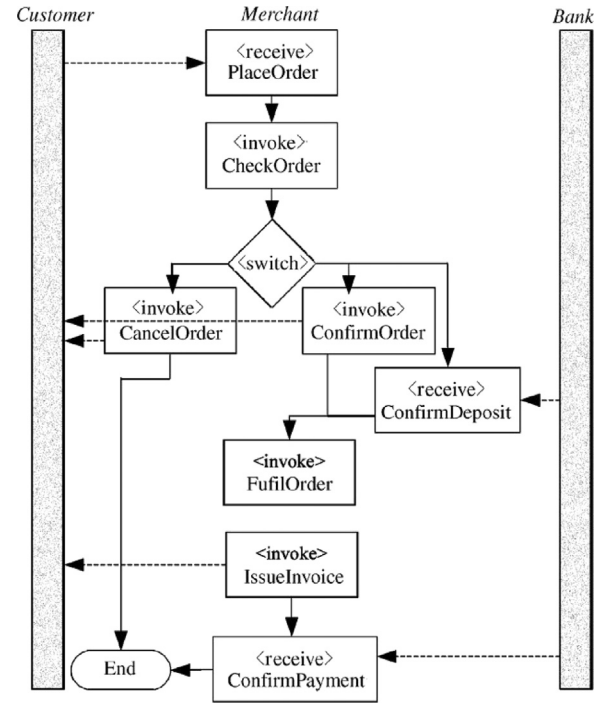 Customer
Merchant
Bank
<receive>
PlaceOrder
<invoke>
CheckOrder
<switch>
<invoke>
CancelOrder
<invoke>
ConfirmOrder
<receive>
ConfirmDeposit
<invoke>
FufilOrder
<invoke>
IssueInvoice
End
<receive>
ConfirmPayment